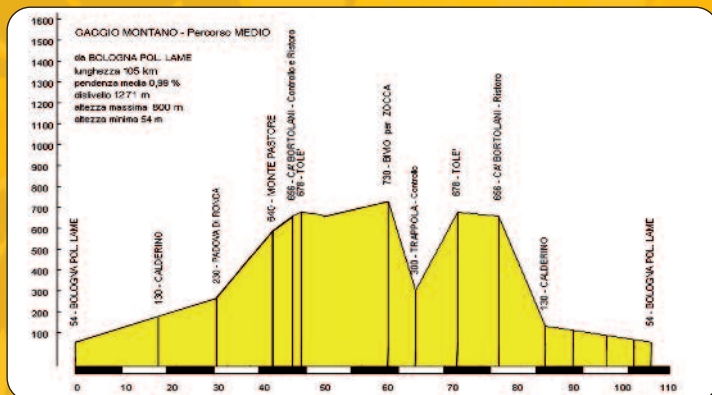 GAGGIO MONTANO - Percorso MEDIO
da BOLOGNA POL. LAME
lunghezza 105 km
pendenza media 0,99 %
dislivello 1271 m
altezza massima 800 m
altezza minima 54 m
1600
1500
1400
1300
1200
1100
1000
900
800
700
600
500
400
300
200
100
54 - BOLOGNA POL. LAME
130 - CALDERINO
200 - PADOVA DI RONCA
640 - MONTE PASTORE
656 - CA'BORTOLANI - Controllo e Ristoro
678 - TOLE'
730 - BIVIO per ZOCCA
300 - TRAPPOLA - Controllo
678 - TOLE'
656 - CA'BORTOLANI - Ristoro
130 - CALDERINO
54 - BOLOGNA POL. LAME
0 10 20 30 40 50 60 70 80 90 100 110